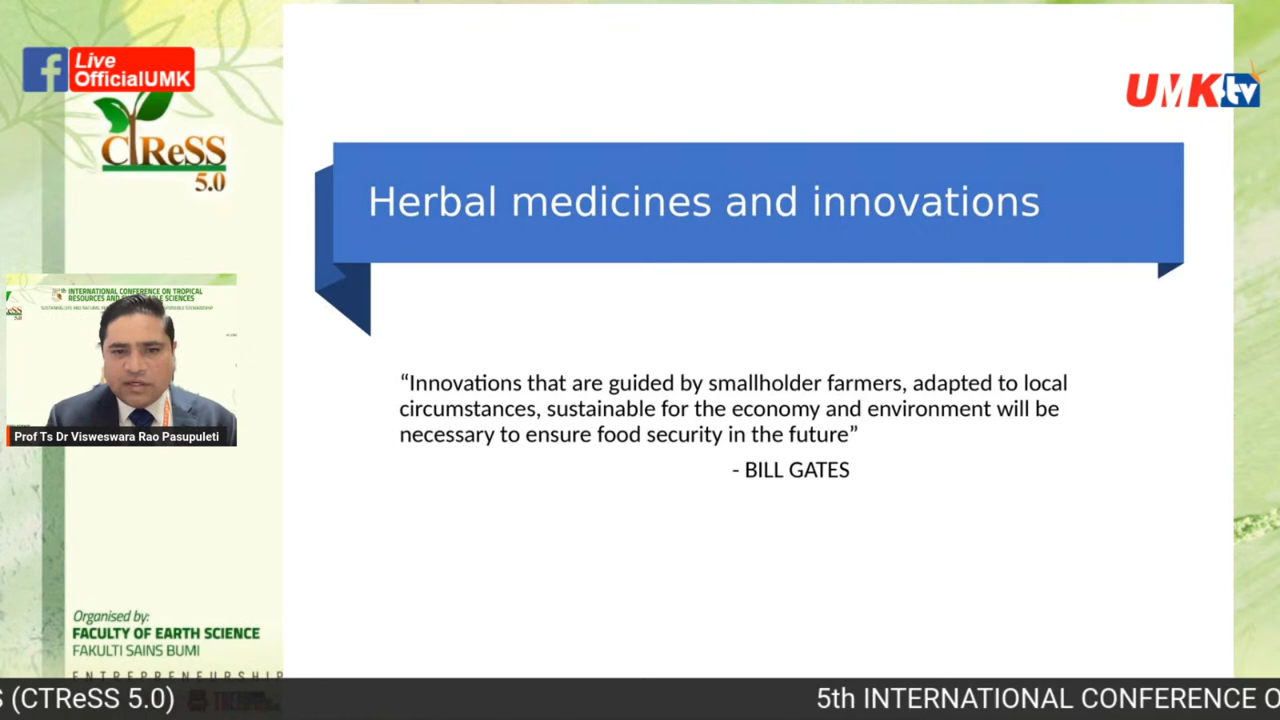 Live
OfficialUMK
UMK tv
CTReSS
5.0
Herbal medicines and innovations
INTERNATIONAL CONFERENCE ON TROPICAL
RESOURCES AND
SCIENCES
Prof Ts Dr Visweswara Rao Pasupuleti
“Innovations that are guided by smallholder farmers, adapted to local
circumstances, sustainable for the economy and environment will be
necessary to ensure food security in the future”
- BILL GATES
Organised by:
FACULTY OF EARTH SCIENCE
FAKULTI SAINS BUMI
ENTREPRENEURSHIP
S (CTReSS 5.0)
5th INTERNATIONAL CONFERENCE O